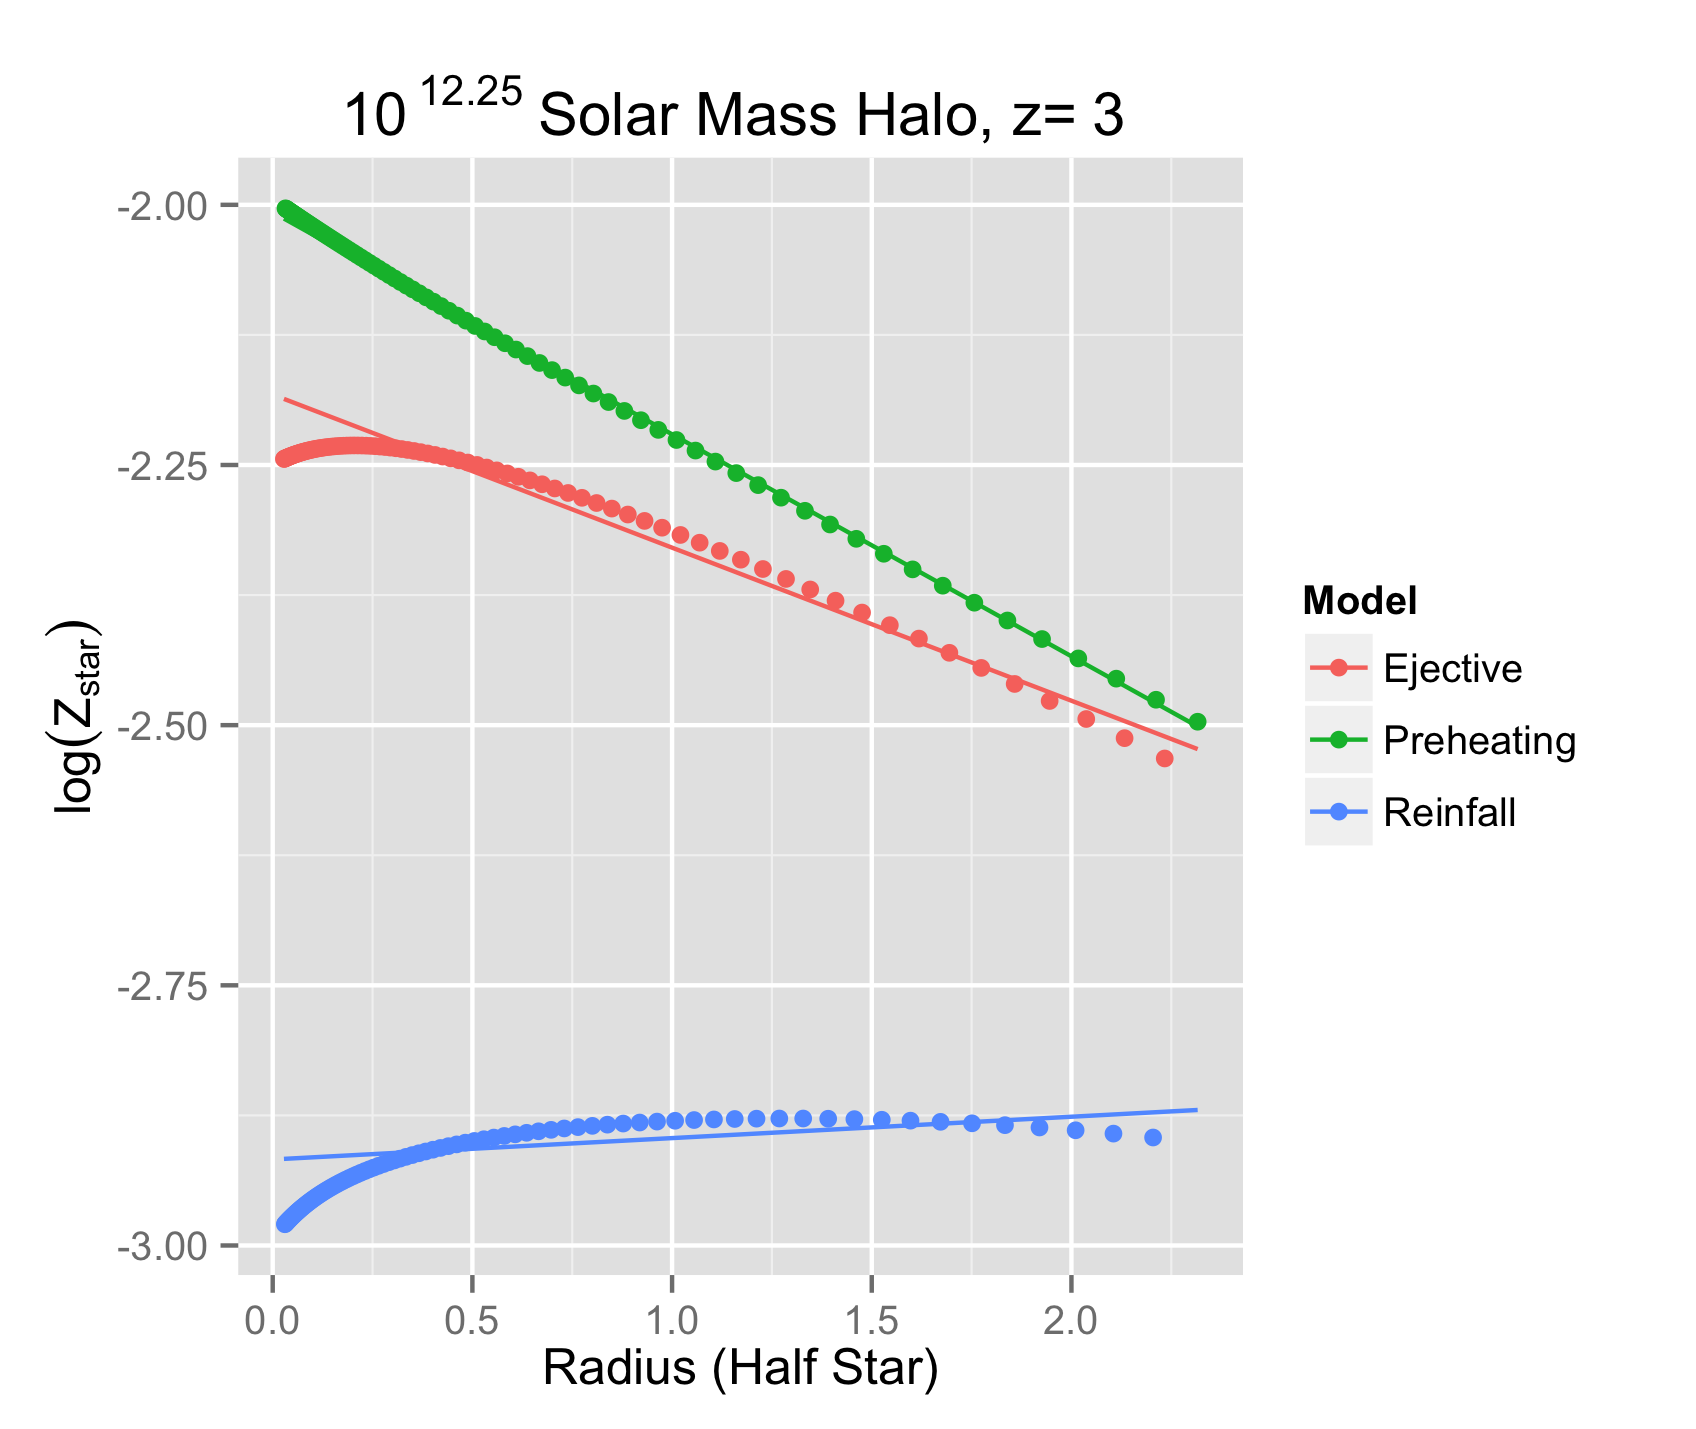 10^12.25 Solar Mass Halo, z= 3
-2.00
-2.25
-2.50
-2.75
-3.00
log(Z_star)
0.0 0.5 1.0 1.5 2.0
Radius (Half Star)
Model
Ejective
Preheating
Reinfall